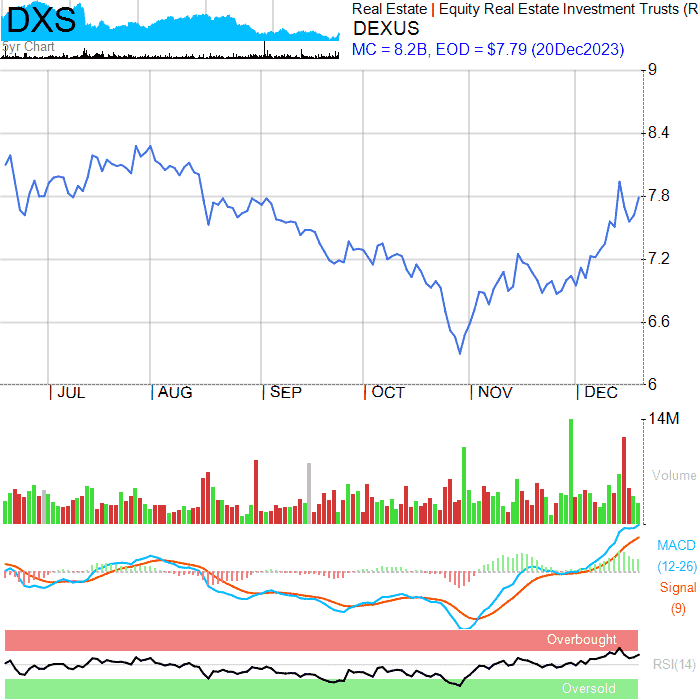 DXS
5yr Chart
Real Estate | Equity Real Estate Investment Trusts (R
DEXUS
MC = 8.2B, EOD = $7.79 (20Dec2023)
9
8.4
7.8
7.2
6.6
6
JUL AUG SEP OCT NOV DEC
14M
Volume
MACD
(12-26)
Signal
(9)
Overbought
RSI(14)
Oversold